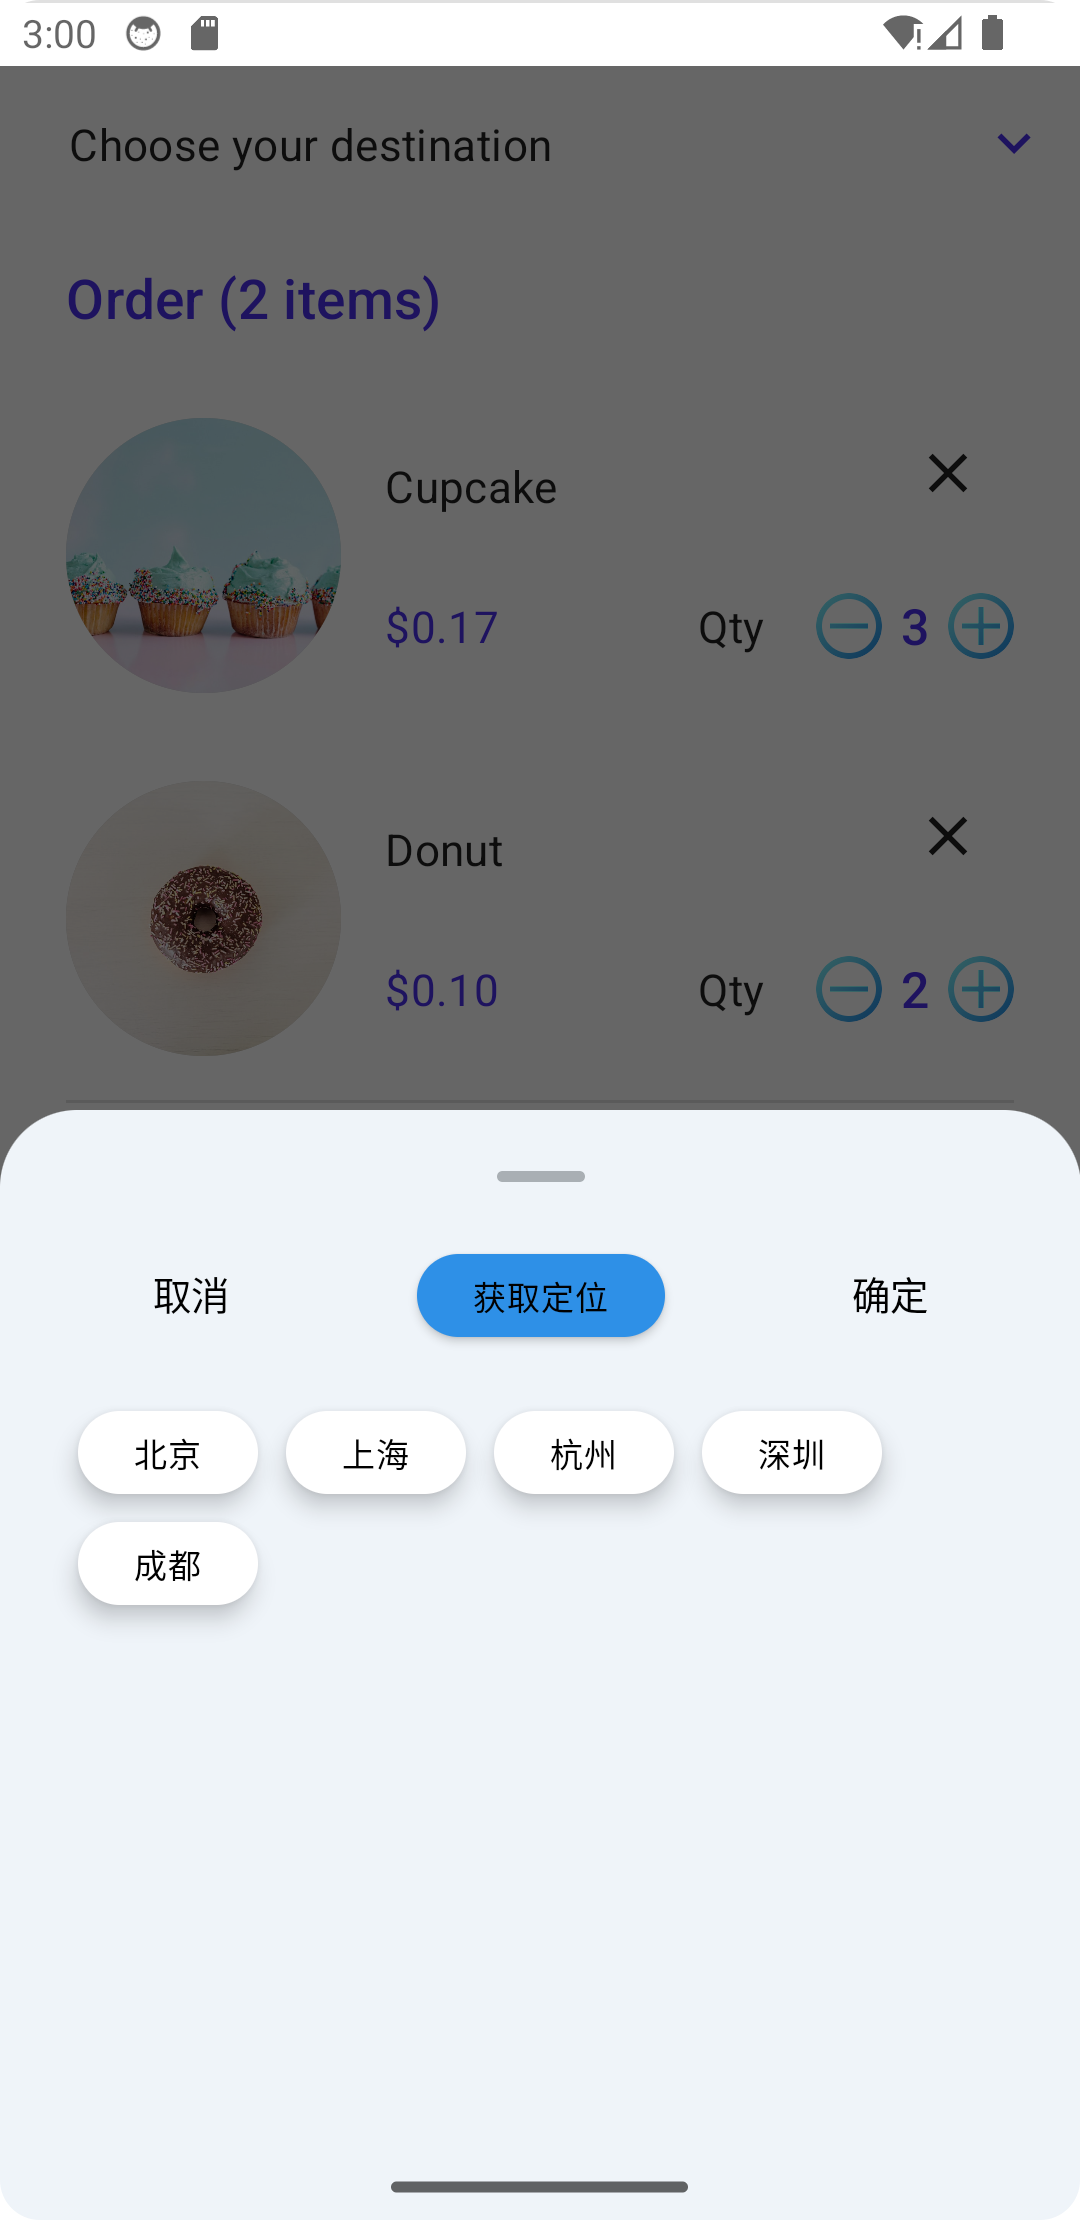 3:00
Choose your destination
Order (2 items)
Cupcake
$0.17 Qty 3
Donut
$0.10 Qty 2
取消 获取定位 确定
北京 上海 杭州 深圳
成都